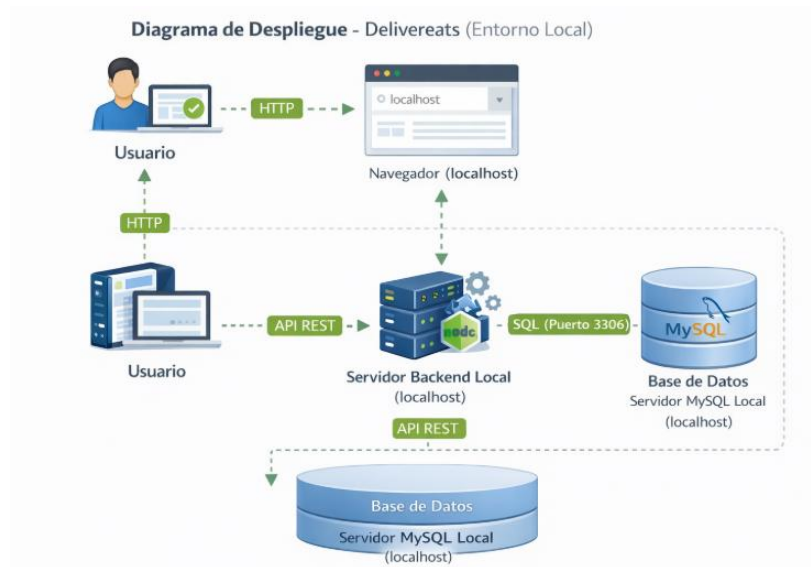 Diagrama de Despliegue - Delivereats (Entorno Local)
HTTP
localhost
Usuario
Navegador (localhost)
HTTP
API REST
nodc
SQL (Puerto 3306)
MySQL
Usuario
Servidor Backend Local
(localhost)
Base de Datos
Servidor MySQL Local
(localhost)
API REST
Base de Datos
Servidor MySQL Local
(localhost)